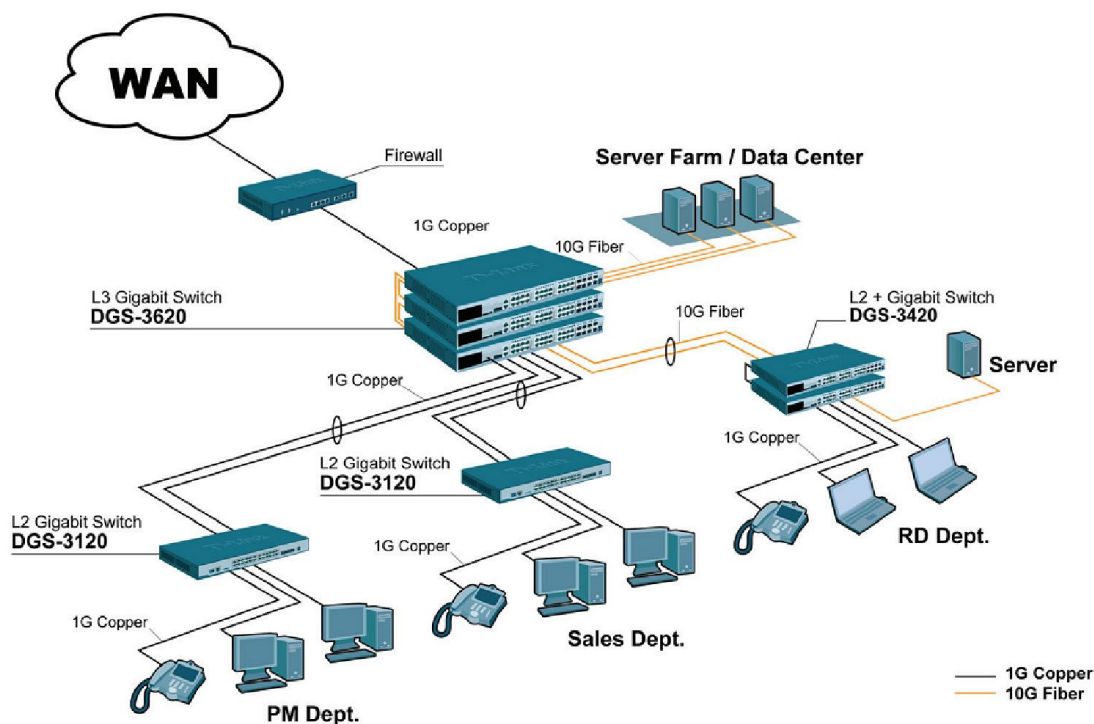 WAN
Firewall
Server Farm / Data Center
1G Copper
10G Fiber
L3 Gigabit Switch
DGS-3620
10G Fiber
L2 + Gigabit Switch
DGS-3420
Server
1G Copper
1G Copper
L2 Gigabit Switch
DGS-3120
L2 Gigabit Switch
DGS-3120
1G Copper
RD Dept.
1G Copper
Sales Dept.
PM Dept.
1G Copper
10G Fiber